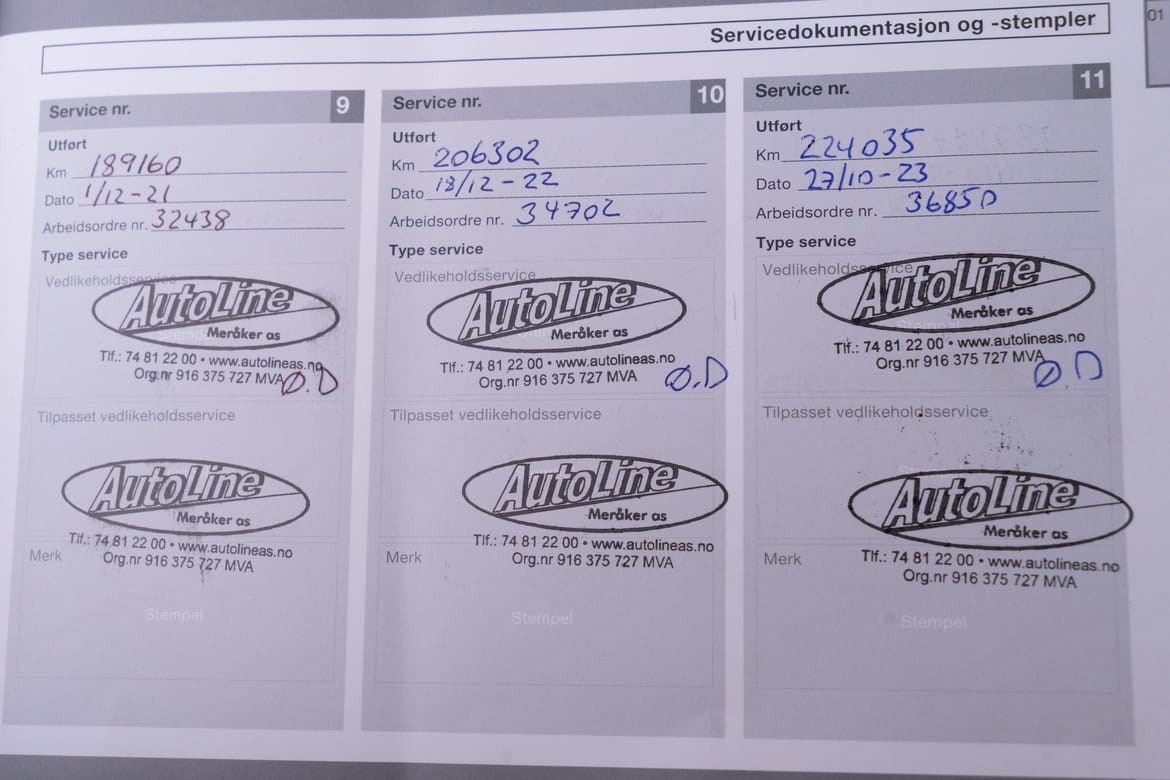 Servicedokumentasjon og -stempler
01
Service nr. 9
Utført
Km 189160
Dato 1/12-21
Arbeidsordre nr. 32438
Type service
Vedlikeholdsservice
AutoLine
Meråker as
Tlf.: 74 81 22 00 • www.autolineas.no
Org.nr 916 375 727 MVA
Ø.D
Tilpasset vedlikeholdsservice
AutoLine
Meråker as
Tlf.: 74 81 22 00 • www.autolineas.no
Org.nr 916 375 727 MVA
Merk
Stempel
Service nr. 10
Utført
Km 206302
Dato 18/12-22
Arbeidsordre nr. 34702
Type service
Vedlikeholdsservice
AutoLine
Meråker as
Tlf.: 74 81 22 00 • www.autolineas.no
Org.nr 916 375 727 MVA
Ø.D
Tilpasset vedlikeholdsservice
AutoLine
Meråker as
Tlf.: 74 81 22 00 • www.autolineas.no
Org.nr 916 375 727 MVA
Merk
Stempel
Service nr. 11
Utført
Km 224035
Dato 27/10-23
Arbeidsordre nr. 36850
Type service
Vedlikeholdsservice
AutoLine
Meråker as
Stempel
Tlf.: 74 81 22 00 • www.autolineas.no
Org.nr 916 375 727 MVA
Ø.D
Tilpasset vedlikeholdsservice
AutoLine
Meråker as
Tlf.: 74 81 22 00 • www.autolineas.no
Org.nr 916 375 727 MVA
Merk
Stempel